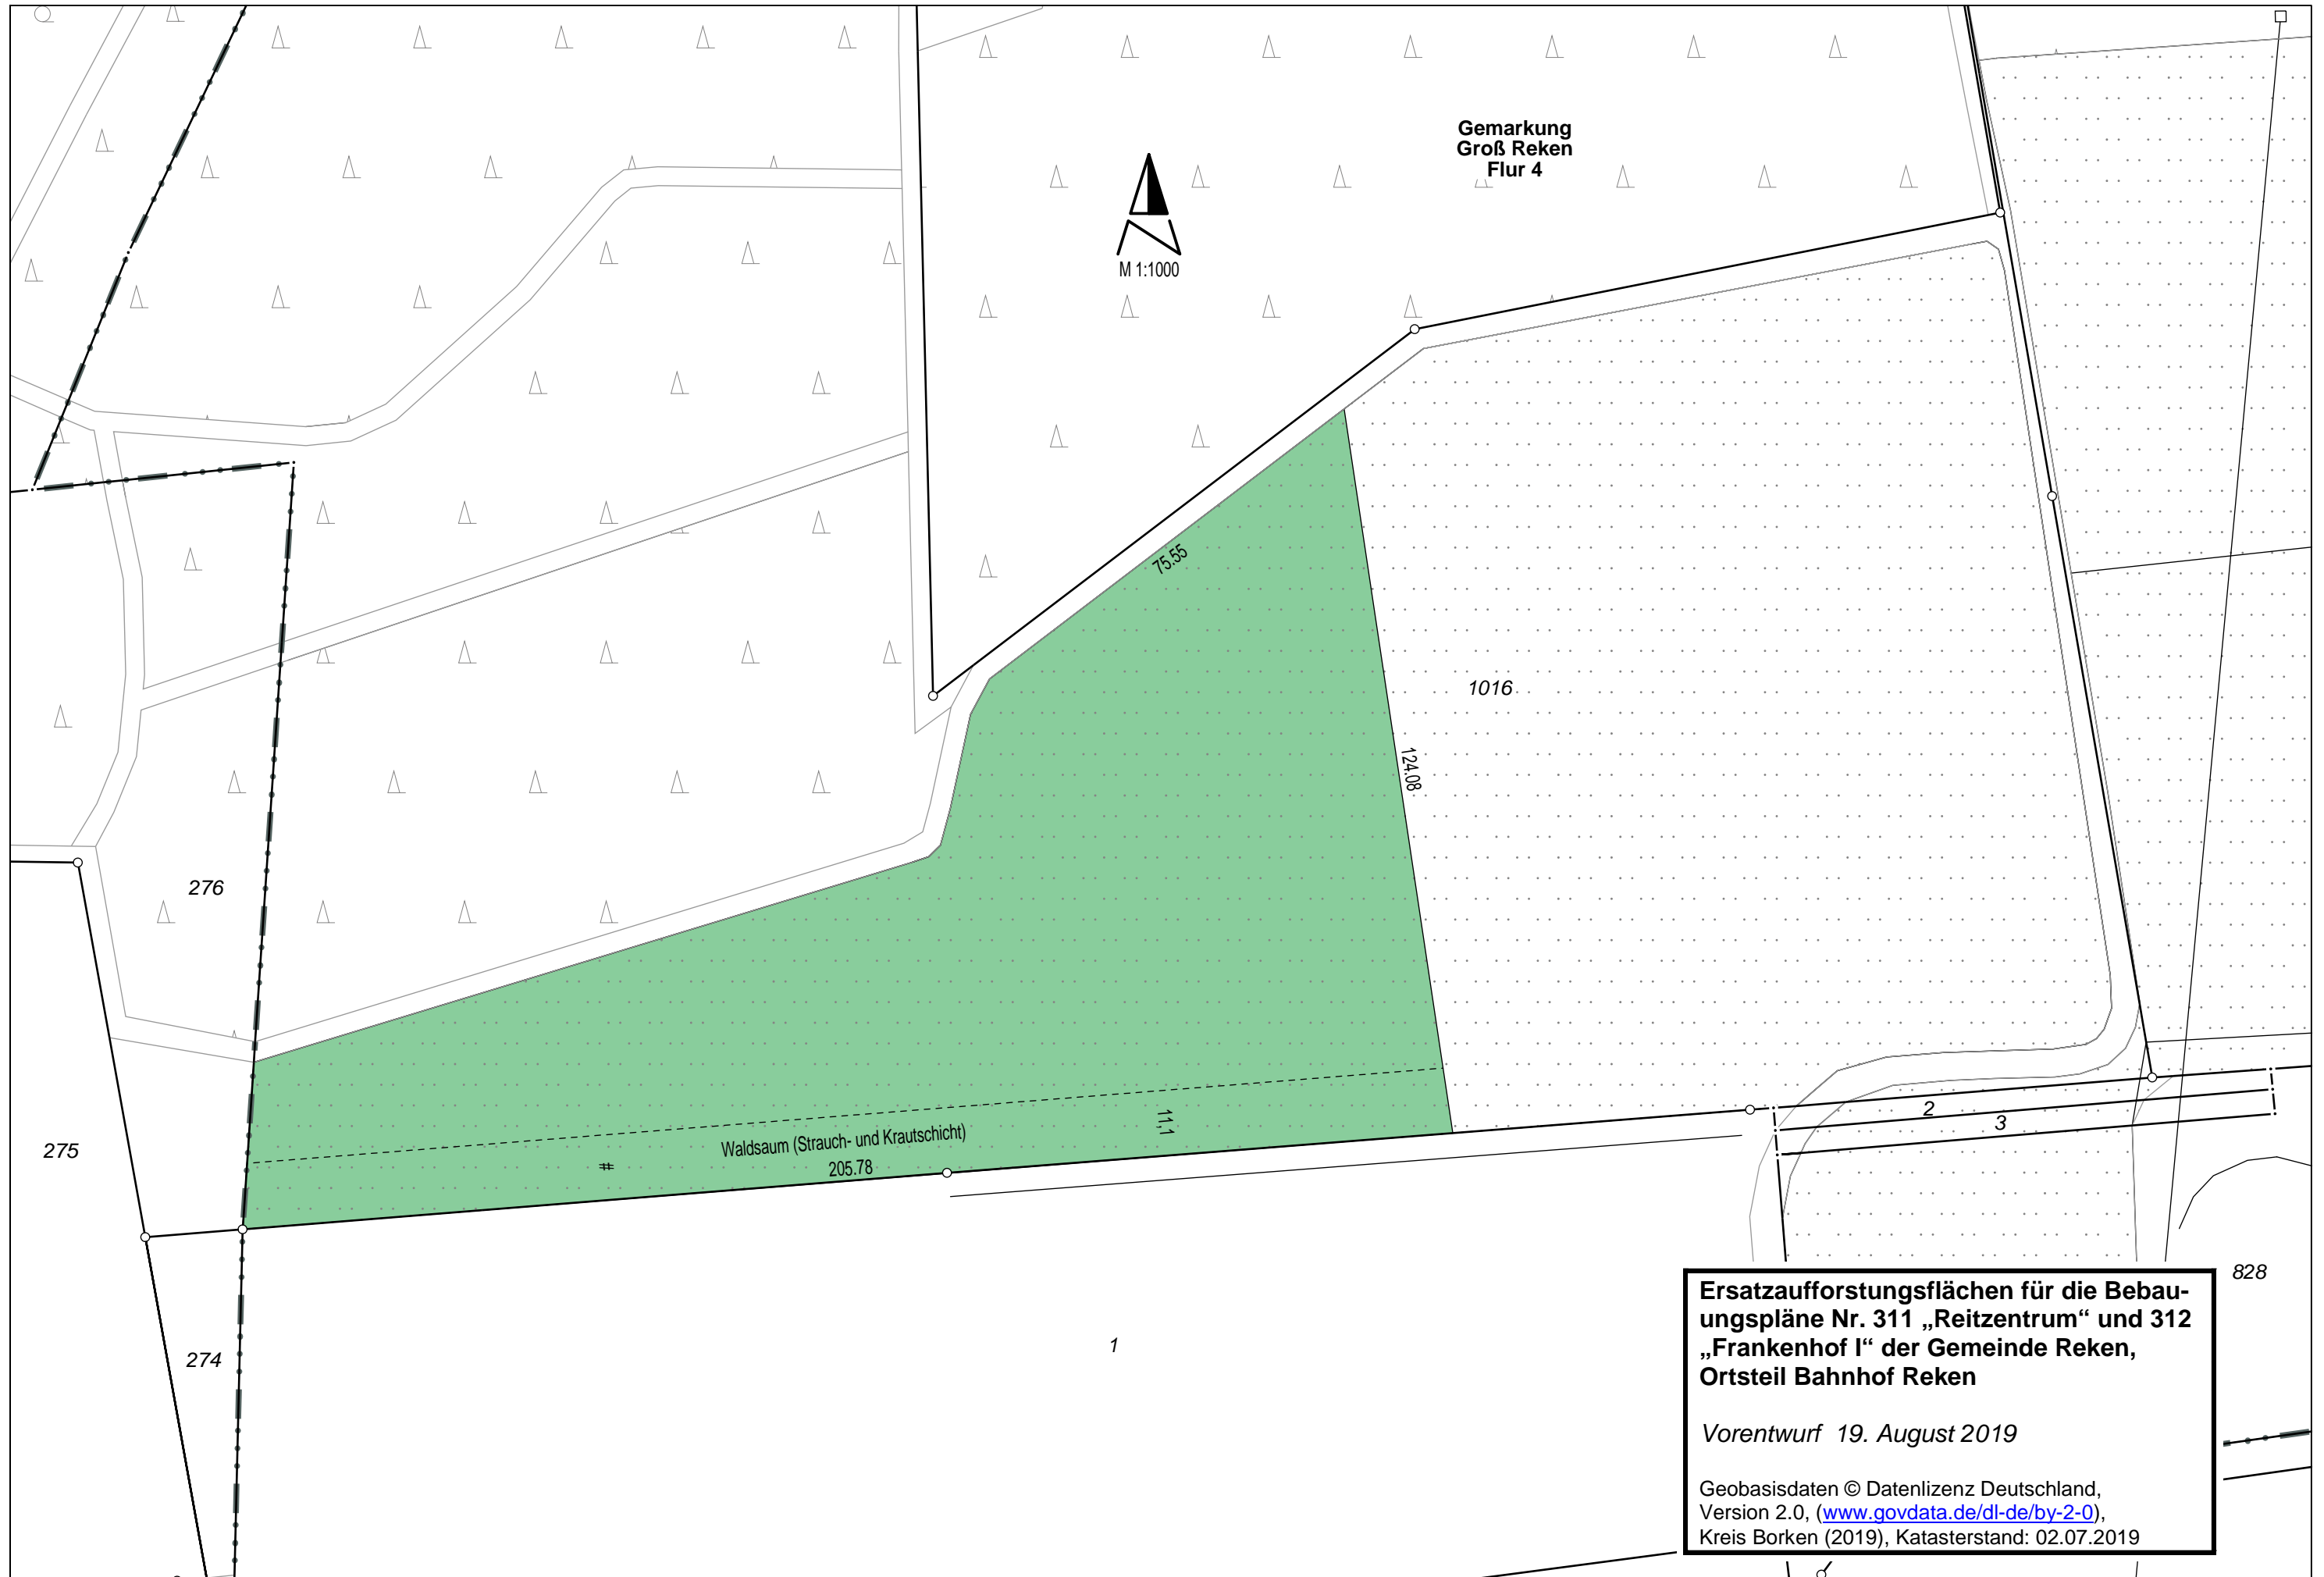 Gemarkung
Groß Reken
Flur 4
M 1:1000
75.55
1016
124.08
276
11,1
2
3
Waldsaum (Strauch- und Krautschicht)
205.78
275
828
1
274
Ersatzaufforstungsflächen für die Bebau-
ungspläne Nr. 311 „Reitzentrum“ und 312
„Frankenhof I“ der Gemeinde Reken,
Ortsteil Bahnhof Reken
Vorentwurf 19. August 2019
Geobasisdaten © Datenlizenz Deutschland,
Version 2.0, (www.govdata.de/dl-de/by-2-0),
Kreis Borken (2019), Katasterstand: 02.07.2019